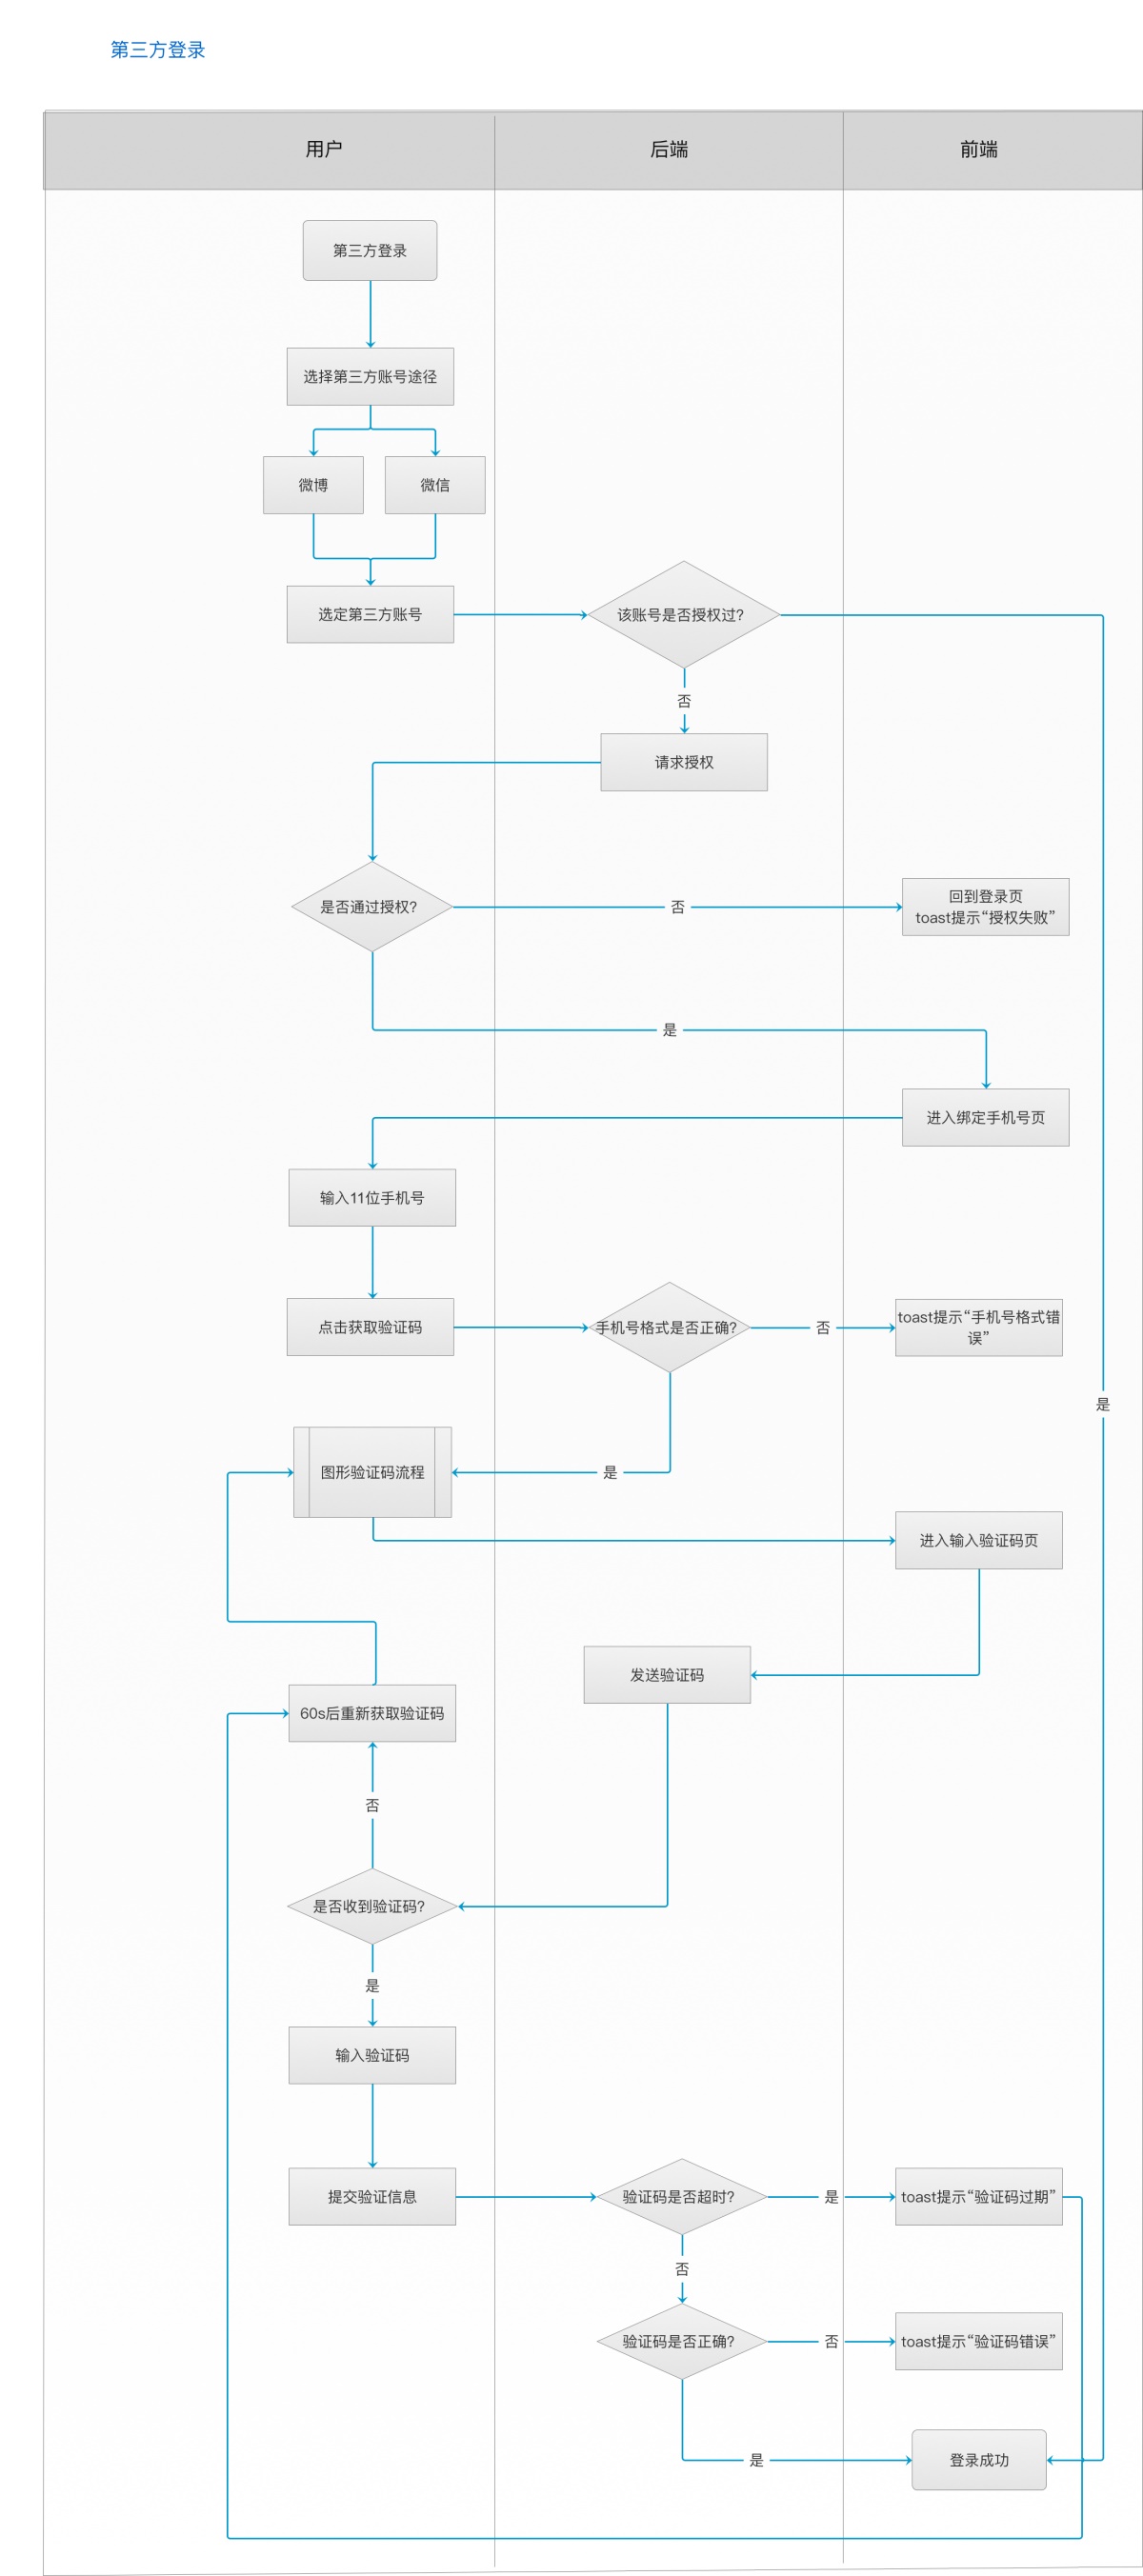 第三方登录
用户
后端
前端
第三方登录
选择第三方账号途径
微博
微信
选定第三方账号
该账号是否授权过?
否
请求授权
是否通过授权?
否
回到登录页
toast提示“授权失败”
是
进入绑定手机号页
输入11位手机号
点击获取验证码
手机号格式是否正确?
否
toast提示“手机号格式错
误”
是
图形验证码流程
是
进入输入验证码页
发送验证码
60s后重新获取验证码
否
是否收到验证码?
是
输入验证码
提交验证信息
验证码是否超时?
是
toast提示“验证码过期”
否
验证码是否正确?
否
toast提示“验证码错误”
是
登录成功